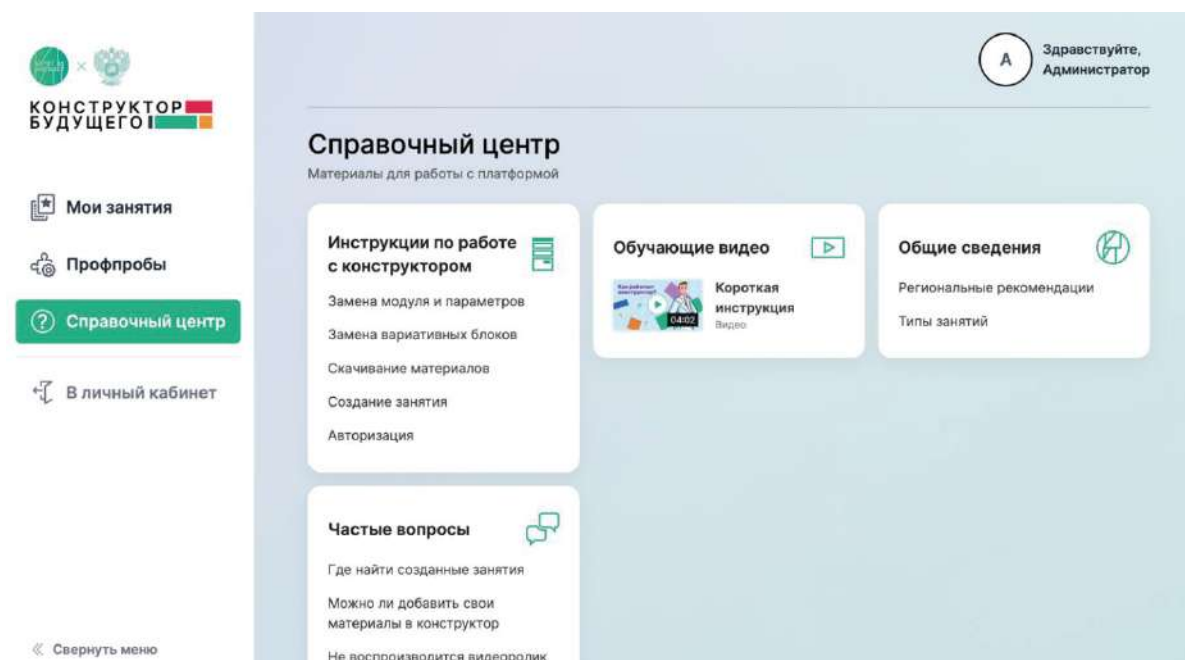 КОНСТРУКТОР
БУДУЩЕГО
Мои занятия
Профпробы
Справочный центр
В личный кабинет
Свернуть меню
А
Здравствуйте,
Администратор
Справочный центр
Материалы для работы с платформой
Инструкции по работе
с конструктором
Замена модуля и параметров
Замена вариативных блоков
Скачивание материалов
Создание занятия
Авторизация
Обучающие видео
04:02
Короткая
инструкция
Видео
Общие сведения
Региональные рекомендации
Типы занятий
Частые вопросы
Где найти созданные занятия
Можно ли добавить свои
материалы в конструктор
Не воспроизводится видеоролик